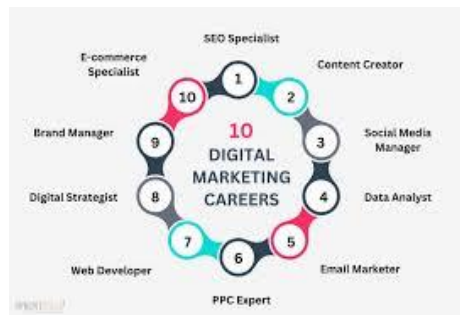 SEO Specialist
1
Content Creator
2
Social Media
Manager
3
Data Analyst
4
Email Marketer
5
PPC Expert
6
Web Developer
7
Digital Strategist
8
Brand Manager
9
E-commerce
Specialist
10
10
DIGITAL
MARKETING
CAREERS